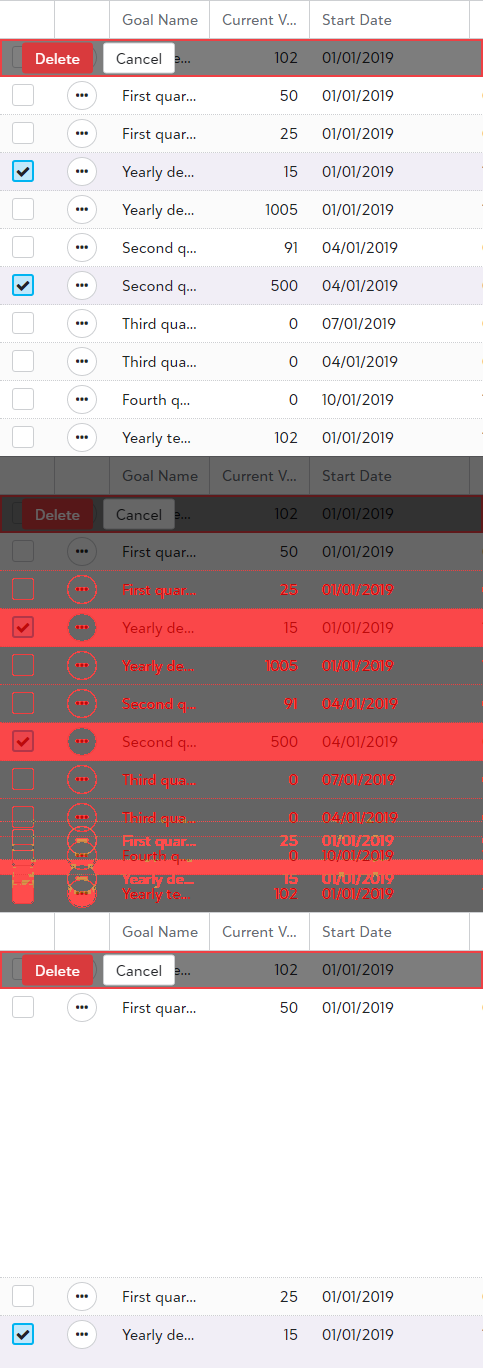 Goal Name Current V... Start Date
Delete Cancel e... 102 01/01/2019
First quar... 50 01/01/2019
First quar... 25 01/01/2019
Yearly de... 15 01/01/2019
Yearly de... 1005 01/01/2019
Second q... 91 04/01/2019
Second q... 500 04/01/2019
Third qua... 0 07/01/2019
Third qua... 0 04/01/2019
Fourth q... 0 10/01/2019
Yearly te... 102 01/01/2019
Goal Name Current V... Start Date
Delete Cancel e... 102 01/01/2019
First quar... 50 01/01/2019
First quar... 25 01/01/2019
Yearly de... 15 01/01/2019
Yearly de... 1005 01/01/2019
Second q... 91 04/01/2019
Second q... 500 04/01/2019
Third qua... 0 07/01/2019
Third qua... 0 04/01/2019
First quar... 25 01/01/2019
Fourth q... 0 10/01/2019
Yearly de... 15 01/01/2019
Yearly te... 102 01/01/2019
Goal Name Current V... Start Date
Delete Cancel e... 102 01/01/2019
First quar... 50 01/01/2019
First quar... 25 01/01/2019
Yearly de... 15 01/01/2019